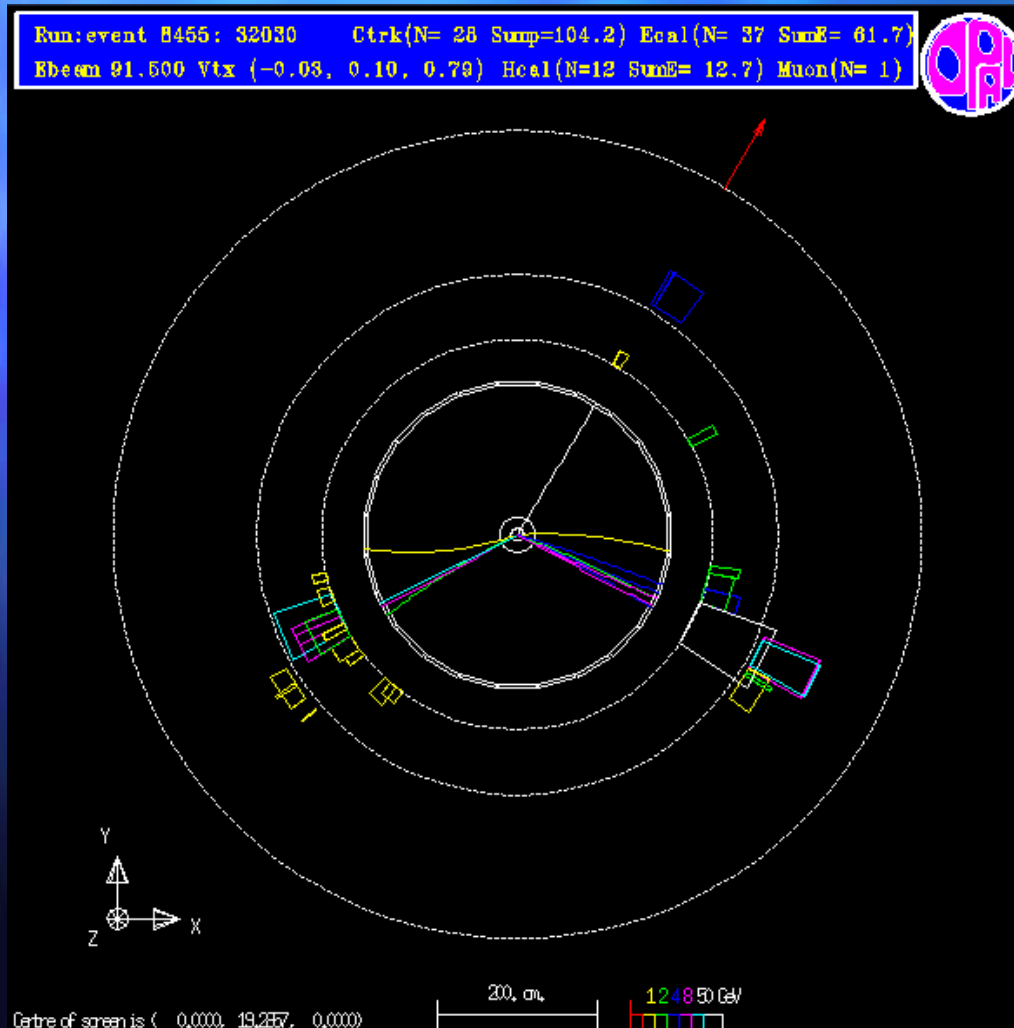 Run:event 8455: 32030 Ctrk(N= 28 Sump=104.2) Ecal(N= 37 SumE= 61.7)
Ebeam 91.500 Vtx (-0.03, 0.10, 0.79) Hcal(N=12 SumE= 12.7) Muon(N= 1)
OPAL
Y
Z X
200. cm.
1 2 4 8 50 GeV
Centre of screen is ( 0.0000, 19.2857, 0.0000)